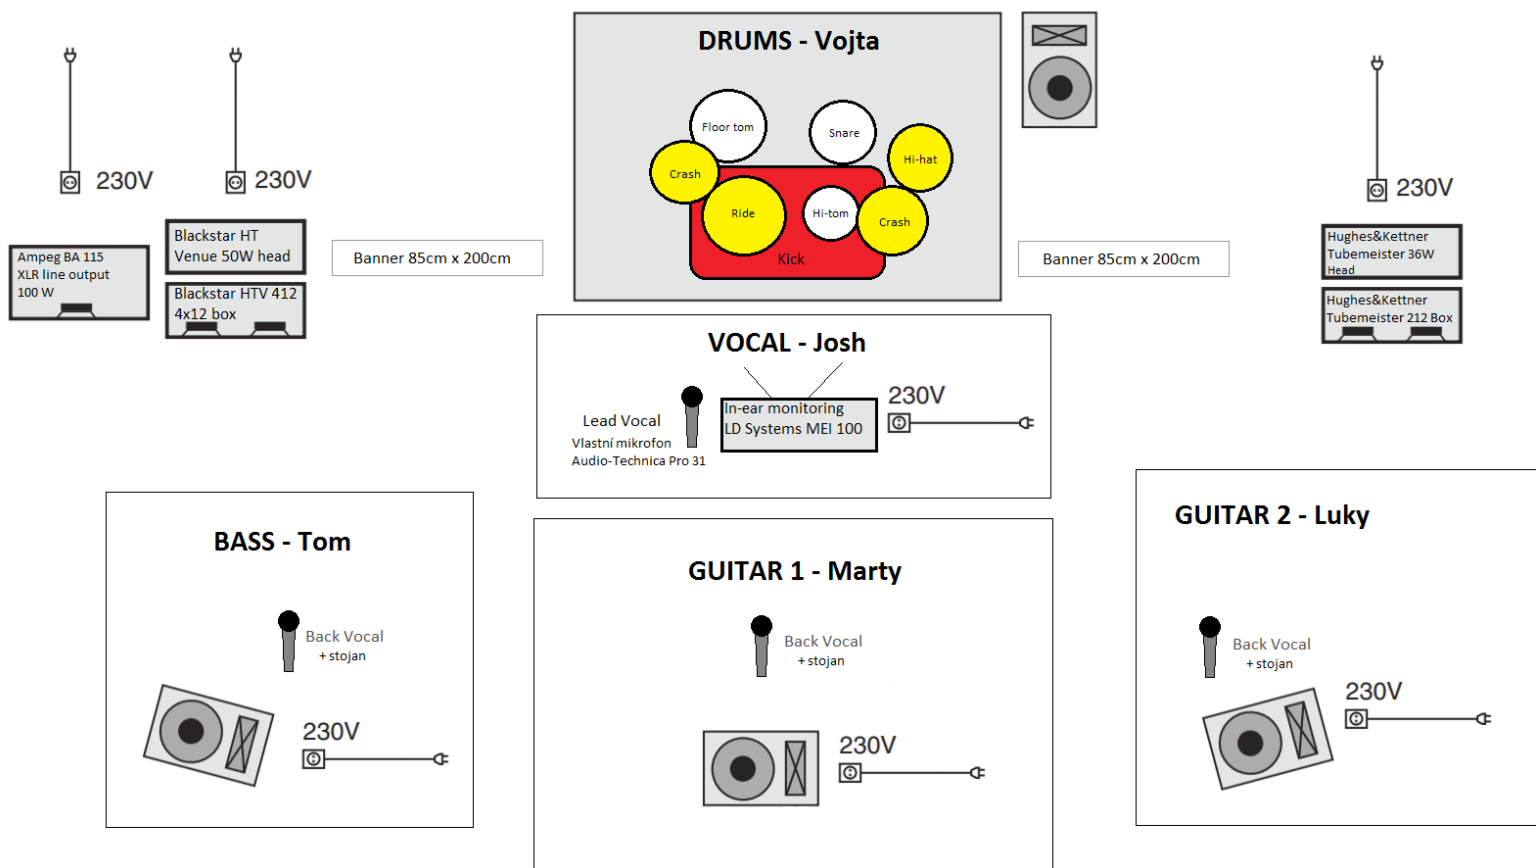 DRUMS - Vojta
Floor tom
Snare
Hi-hat
Crash
Ride
Hi-tom
Crash
Kick
230V
230V
230V
Ampeg BA 115
XLR line output
100 W
Blackstar HT
Venue 50W head
Blackstar HTV 412
4x12 box
Banner 85cm x 200cm
Banner 85cm x 200cm
Hughes&Kettner
Tubemeister 36W
Head
Hughes&Kettner
Tubemeister 212 Box
VOCAL - Josh
Lead Vocal
Vlastní mikrofon
Audio-Technica Pro 31
In-ear monitoring
LD Systems MEI 100
230V
BASS - Tom
Back Vocal
+ stojan
230V
GUITAR 1 - Marty
Back Vocal
+ stojan
230V
GUITAR 2 - Luky
Back Vocal
+ stojan
230V